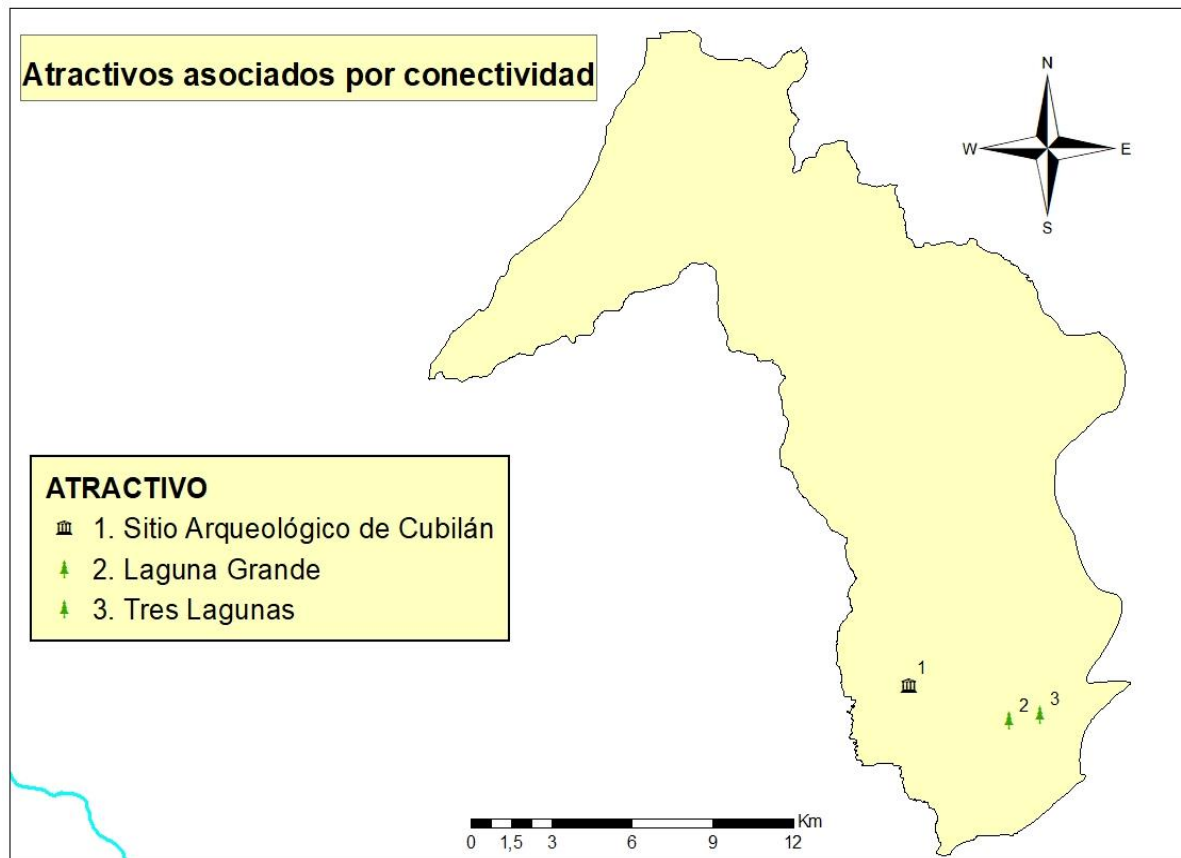 Atractivos asociados por conectividad
N
W E
S
ATRACTIVO
1. Sitio Arqueológico de Cubilán
2. Laguna Grande
3. Tres Lagunas
1
2 3
Km
0 1,5 3 6 9 12